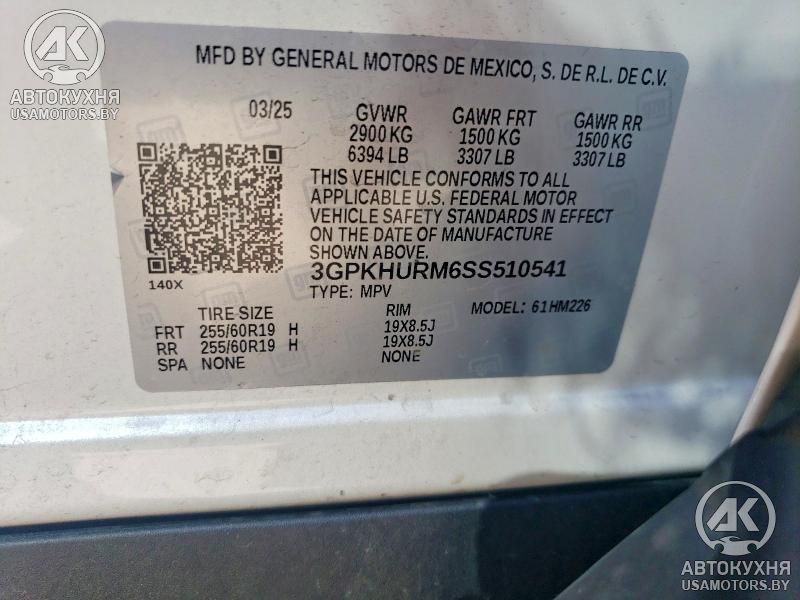 AK
АВТОКУХНЯ
USAMOTORS.BY
MFD BY GENERAL MOTORS DE MEXICO, S. DE R.L. DE C.V.
03/25 GVWR GAWR FRT GAWR RR
2900 KG 1500 KG 1500 KG
6394 LB 3307 LB 3307 LB
THIS VEHICLE CONFORMS TO ALL
APPLICABLE U.S. FEDERAL MOTOR
VEHICLE SAFETY STANDARDS IN EFFECT
ON THE DATE OF MANUFACTURE
SHOWN ABOVE.
3GPKHURM6SS510541
140X TYPE: MPV MODEL: 61HM226
TIRE SIZE RIM
FRT 255/60R19 H 19X8.5J
RR 255/60R19 H 19X8.5J
SPA NONE NONE
AK
АВТОКУХНЯ
USAMOTORS.BY